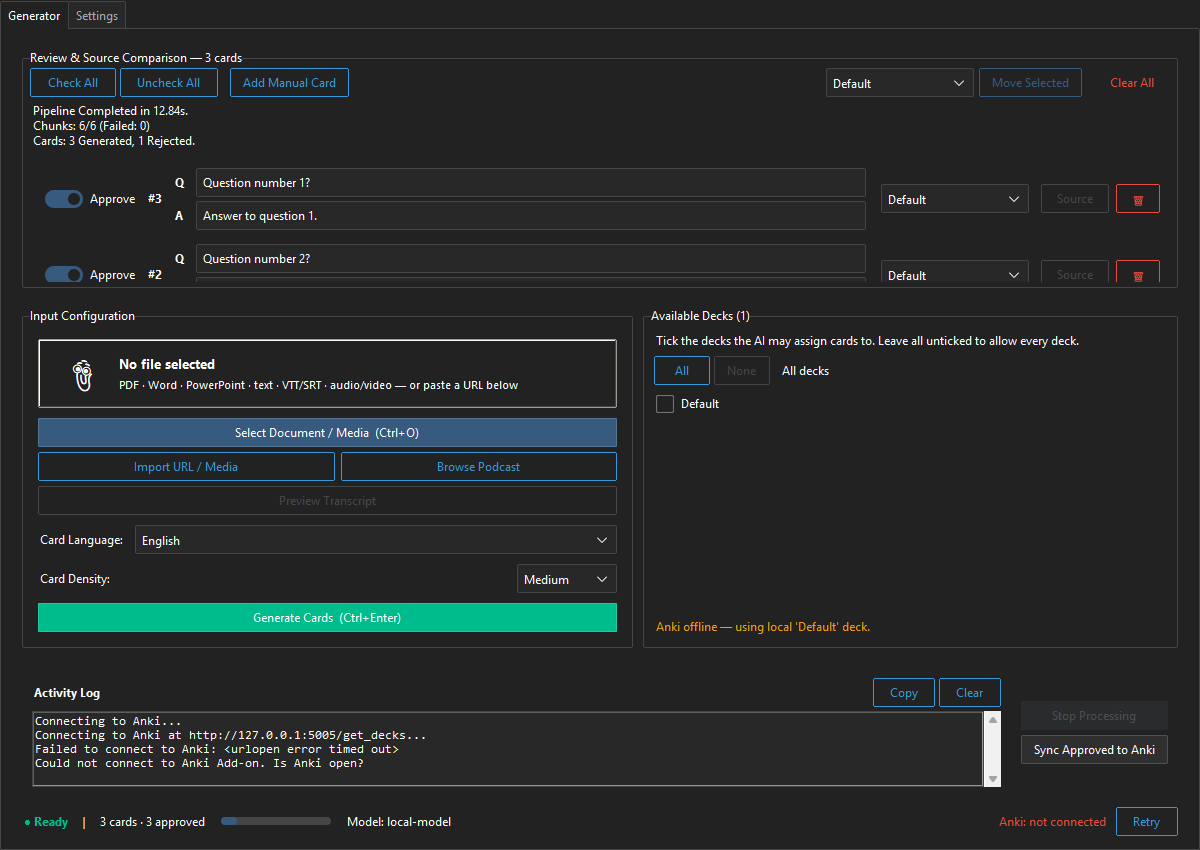 Generator Settings
Review & Source Comparison — 3 cards
Check All Uncheck All Add Manual Card Default Move Selected Clear All
Pipeline Completed in 12.84s.
Chunks: 6/6 (Failed: 0)
Cards: 3 Generated, 1 Rejected.
Q Question number 1?
Approve #3 Default Source
A Answer to question 1.
Q Question number 2?
Approve #2 Default Source
Input Configuration
No file selected
PDF · Word · PowerPoint · text · VTT/SRT · audio/video — or paste a URL below
Select Document / Media (Ctrl+O)
Import URL / Media Browse Podcast
Preview Transcript
Card Language: English
Card Density: Medium
Generate Cards (Ctrl+Enter)
Available Decks (1)
Tick the decks the AI may assign cards to. Leave all unticked to allow every deck.
All None All decks
Default
Anki offline — using local 'Default' deck.
Activity Log Copy Clear
Connecting to Anki...
Connecting to Anki at http://127.0.0.1:5005/get_decks...
Failed to connect to Anki: <urlopen error timed out>
Could not connect to Anki Add-on. Is Anki open?
Stop Processing
Sync Approved to Anki
Ready | 3 cards · 3 approved Model: local-model Anki: not connected Retry